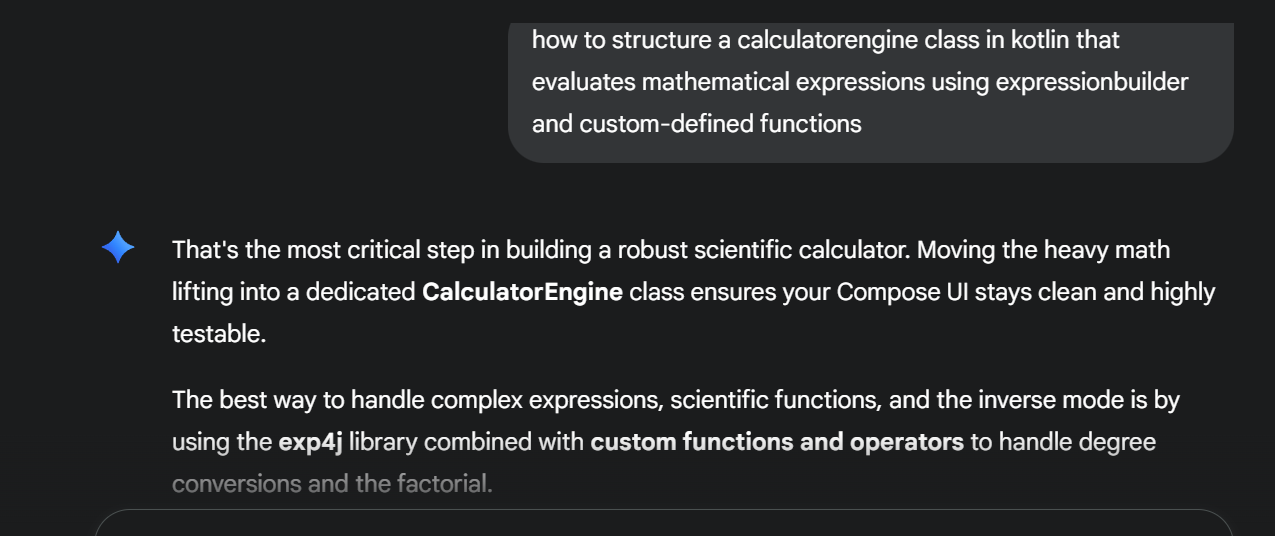 how to structure a calculatorengine class in kotlin that
evaluates mathematical expressions using expressionbuilder
and custom-defined functions
That's the most critical step in building a robust scientific calculator. Moving the heavy math
lifting into a dedicated CalculatorEngine class ensures your Compose UI stays clean and highly
testable.
The best way to handle complex expressions, scientific functions, and the inverse mode is by
using the exp4j library combined with custom functions and operators to handle degree
conversions and the factorial.